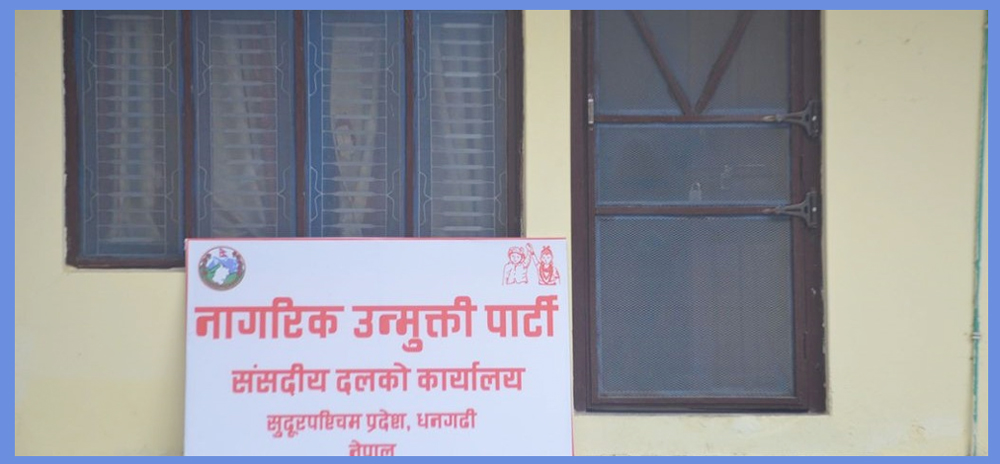 नागरिक उन्मुक्ती पार्टी
संसदीय दलको कार्यालय
सुदूरपश्चिम प्रदेश, धनगढी
नेपाल